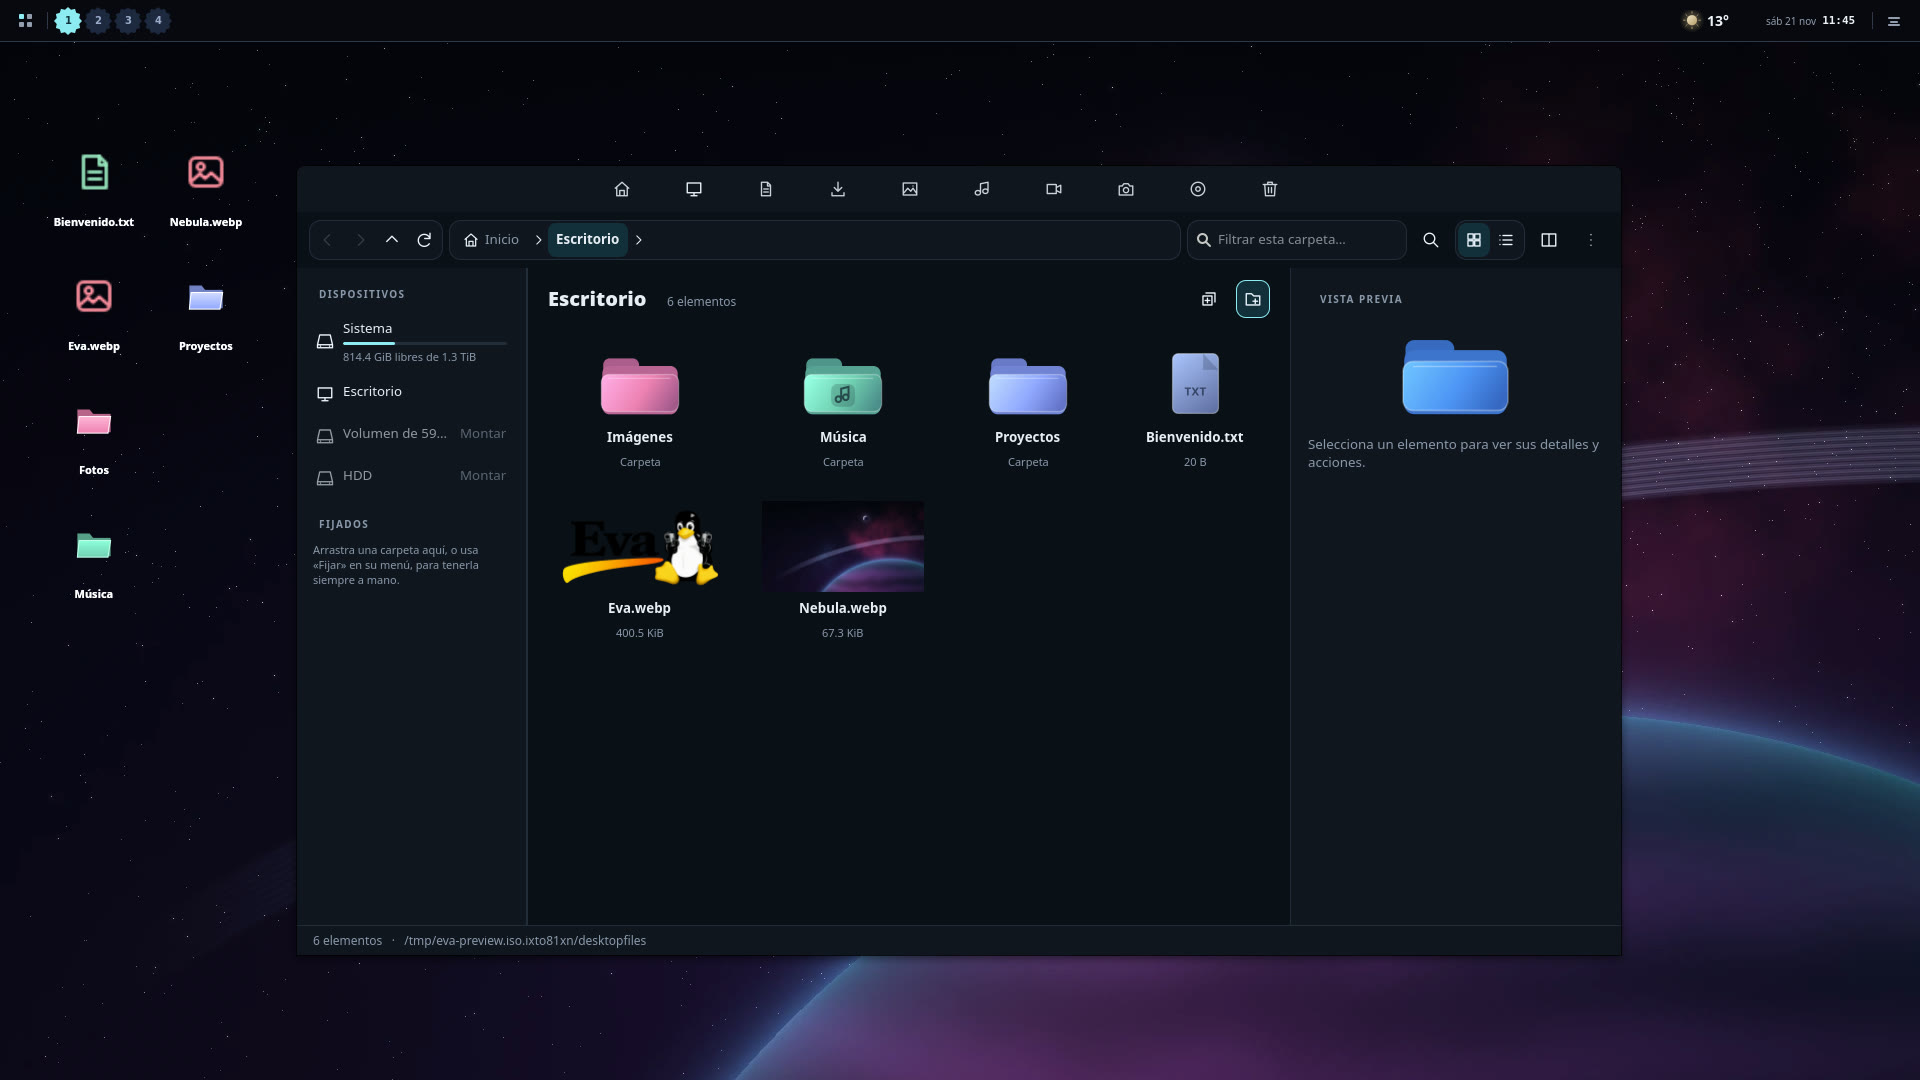 1 2 3 4
13°
sáb 21 nov 11:45
Bienvenido.txt
Nebula.webp
Eva.webp
Proyectos
Fotos
Música
Inicio
Escritorio
Filtrar esta carpeta...
DISPOSITIVOS
Sistema
814.4 GiB libres de 1.3 TiB
Escritorio
Volumen de 59... Montar
HDD Montar
FIJADOS
Arrastra una carpeta aquí, o usa
«Fijar» en su menú, para tenerla
siempre a mano.
Escritorio 6 elementos
Imágenes
Carpeta
Música
Carpeta
Proyectos
Carpeta
TXT
Bienvenido.txt
20 B
Eva
Eva.webp
400.5 KiB
Nebula.webp
67.3 KiB
VISTA PREVIA
Selecciona un elemento para ver sus detalles y
acciones.
6 elementos · /tmp/eva-preview.iso.ixto81xn/desktopfiles